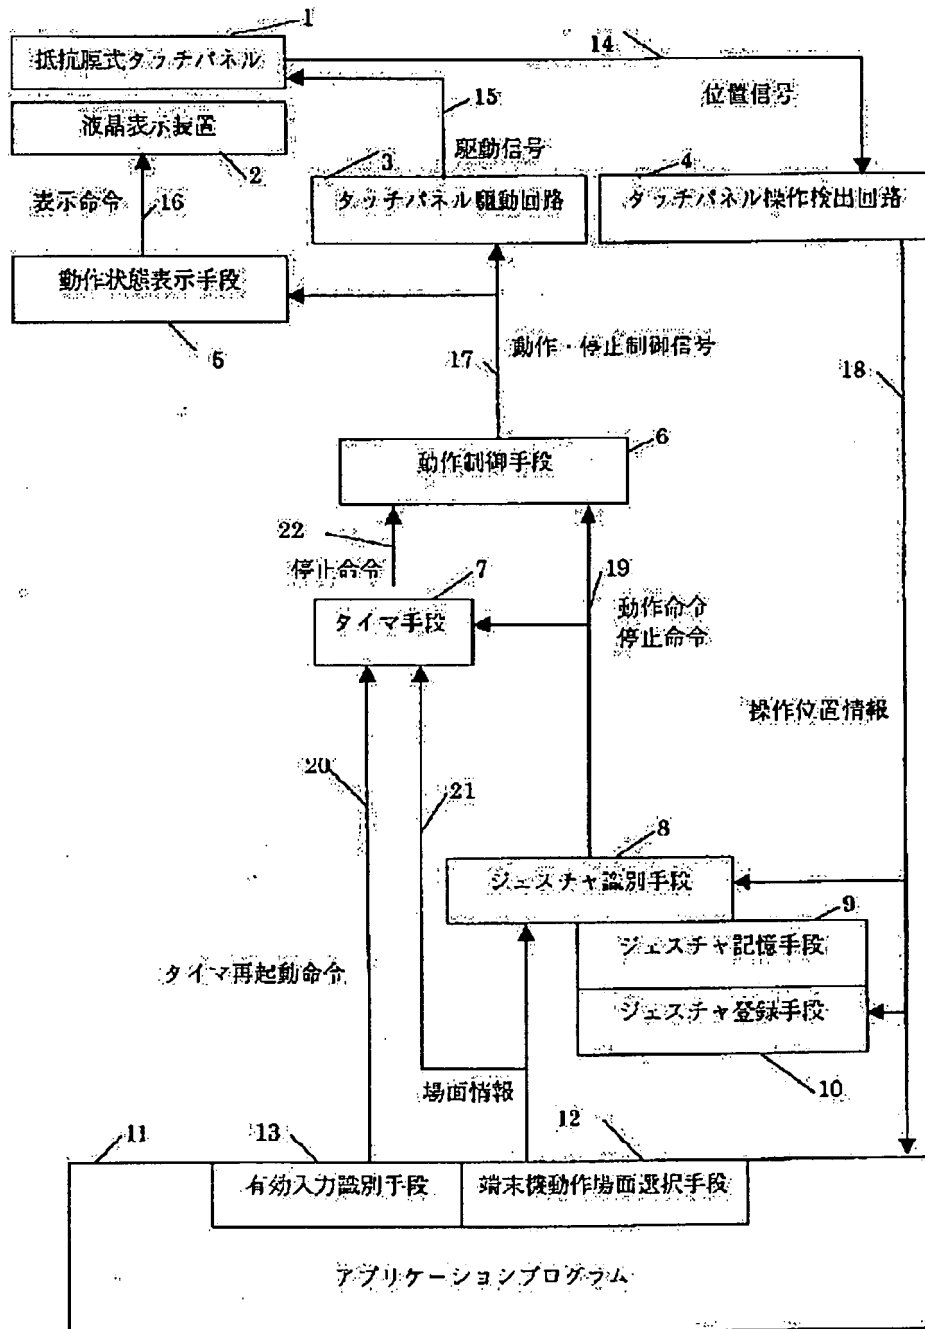 1
抵抗膜式タッチパネル
14
15
位置信号
液晶表示装置
2
駆動信号
3
4
表示命令
16
タッチパネル駆動回路
タッチパネル操作検出回路
動作状態表示手段
5
17
動作・停止制御信号
18
6
動作制御手段
22
停止命令
7
19
タイマ手段
動作命令
停止命令
操作位置情報
20
21
8
ジェスチャ識別手段
9
ジェスチャ記憶手段
タイマ再起動命令
ジェスチャ登録手段
10
場面情報
11
13
12
有効入力識別手段
端末機動作場面選択手段
アプリケーションプログラム